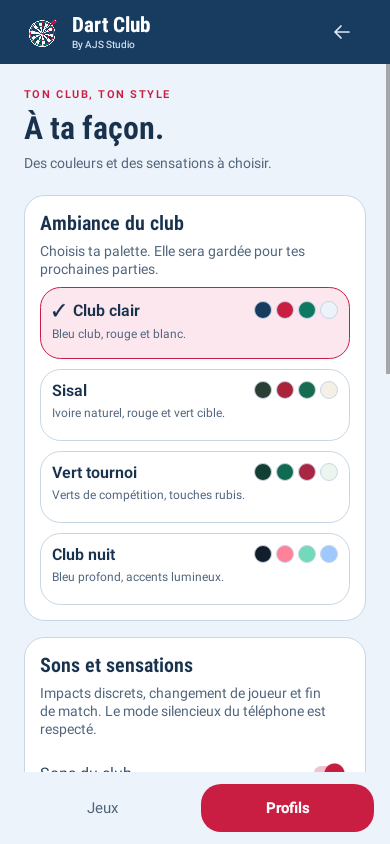 Dart Club
By AJS Studio
TON CLUB, TON STYLE
À ta façon.
Des couleurs et des sensations à choisir.
Ambiance du club
Choisis ta palette. Elle sera gardée pour tes
prochaines parties.
✓ Club clair
Bleu club, rouge et blanc.
Sisal
Ivoire naturel, rouge et vert cible.
Vert tournoi
Verts de compétition, touches rubis.
Club nuit
Bleu profond, accents lumineux.
Sons et sensations
Impacts discrets, changement de joueur et fin
de match. Le mode silencieux du téléphone est
respecté.
Sons du club
Jeux
Profils